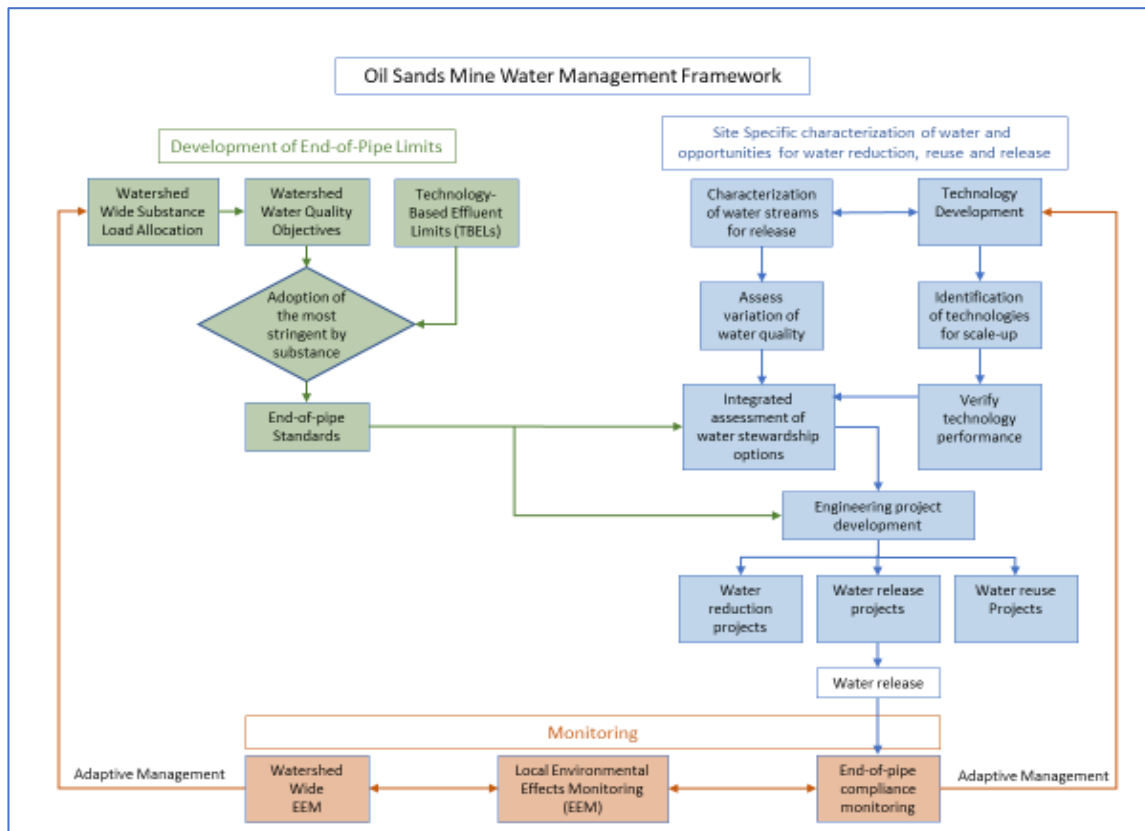 Oil Sands Mine Water Management Framework
Development of End-of-Pipe Limits
Site Specific characterization of water and
opportunities for water reduction, reuse and release
Watershed
Wide Substance
Load Allocation
Watershed
Water Quality
Objectives
Technology-
Based Effluent
Limits (TBELs)
Characterization
of water streams
for release
Technology
Development
Adoption of
the most
stringent by
substance
Assess
variation of
water quality
Identification
of technologies
for scale-up
End-of-pipe
Standards
Integrated
assessment of
water stewardship
options
Verify
technology
performance
Engineering project
development
Water
reduction
projects
Water release
projects
Water reuse
Projects
Water release
Monitoring
Adaptive Management
Watershed
Wide
EEM
Local Environmental
Effects Monitoring
(EEM)
End-of-pipe
compliance
monitoring
Adaptive Management